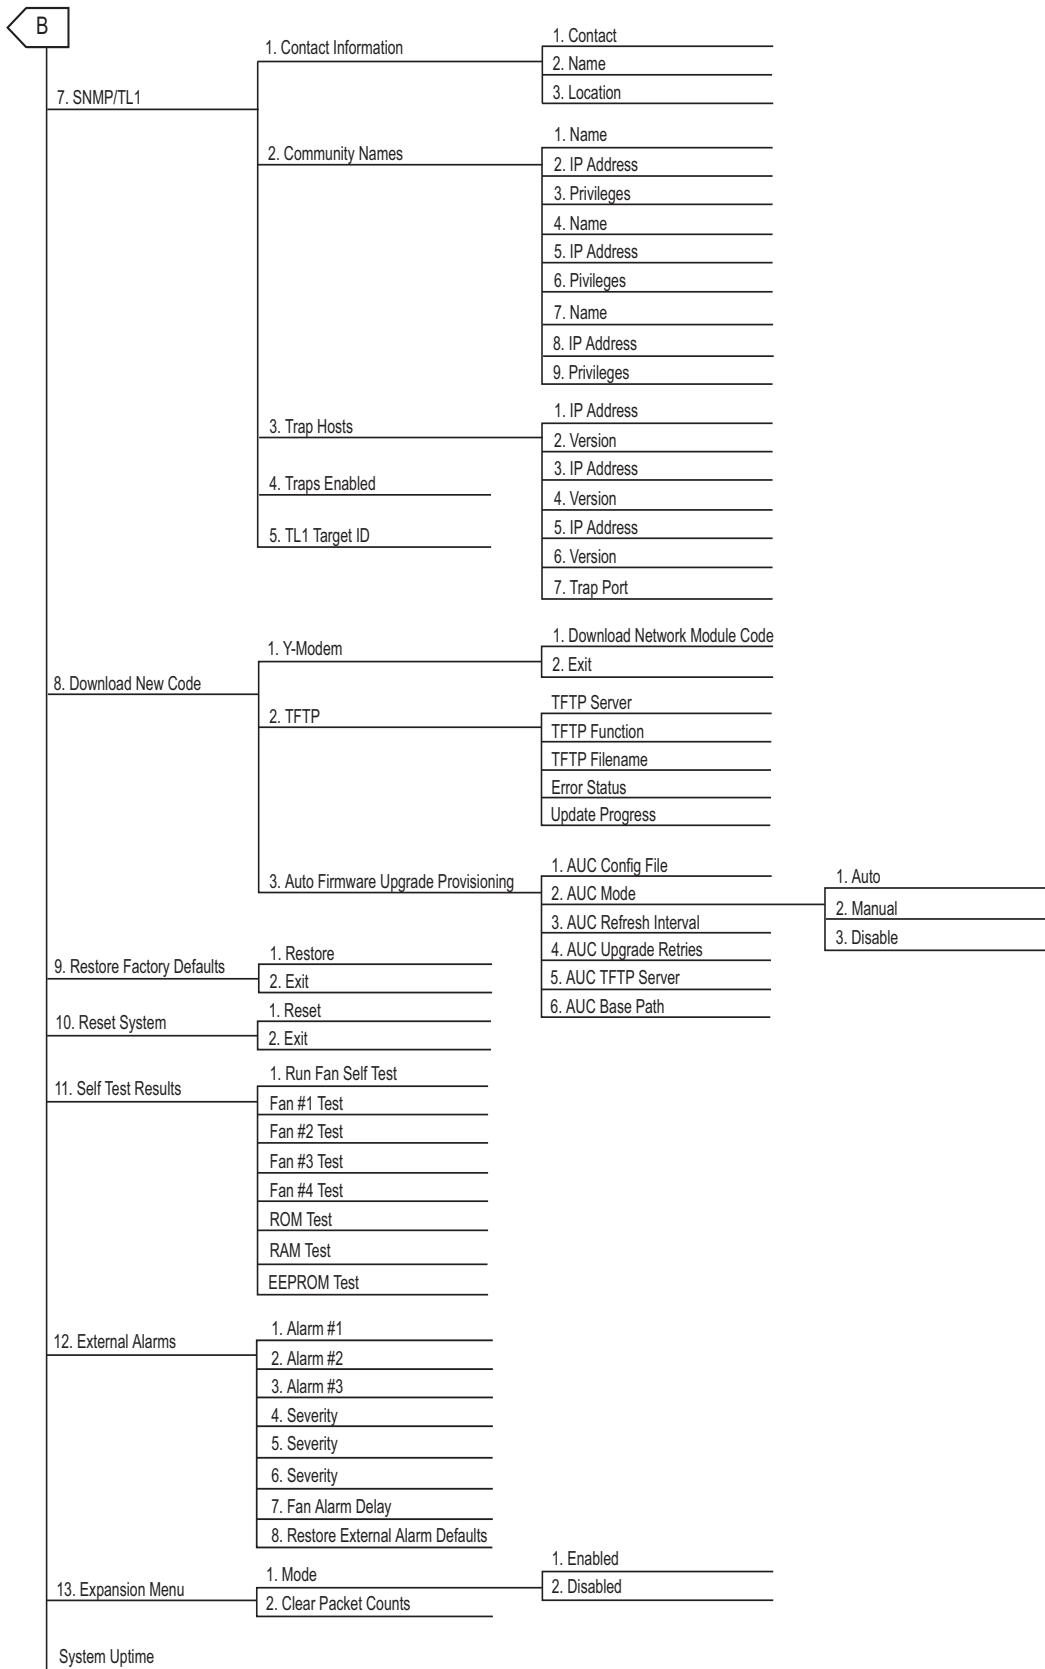 B
7. SNMP/TL1
1. Contact Information
1. Contact
2. Name
3. Location
2. Community Names
1. Name
2. IP Address
3. Privileges
4. Name
5. IP Address
6. Pivileges
7. Name
8. IP Address
9. Privileges
3. Trap Hosts
1. IP Address
2. Version
3. IP Address
4. Version
5. IP Address
6. Version
7. Trap Port
4. Traps Enabled
5. TL1 Target ID
8. Download New Code
1. Y-Modem
1. Download Network Module Code
2. Exit
2. TFTP
TFTP Server
TFTP Function
TFTP Filename
Error Status
Update Progress
3. Auto Firmware Upgrade Provisioning
1. AUC Config File
2. AUC Mode
1. Auto
2. Manual
3. Disable
3. AUC Refresh Interval
4. AUC Upgrade Retries
5. AUC TFTP Server
6. AUC Base Path
9. Restore Factory Defaults
1. Restore
2. Exit
10. Reset System
1. Reset
2. Exit
11. Self Test Results
1. Run Fan Self Test
Fan #1 Test
Fan #2 Test
Fan #3 Test
Fan #4 Test
ROM Test
RAM Test
EEPROM Test
12. External Alarms
1. Alarm #1
2. Alarm #2
3. Alarm #3
4. Severity
5. Severity
6. Severity
7. Fan Alarm Delay
8. Restore External Alarm Defaults
13. Expansion Menu
1. Mode
1. Enabled
2. Disabled
2. Clear Packet Counts
System Uptime